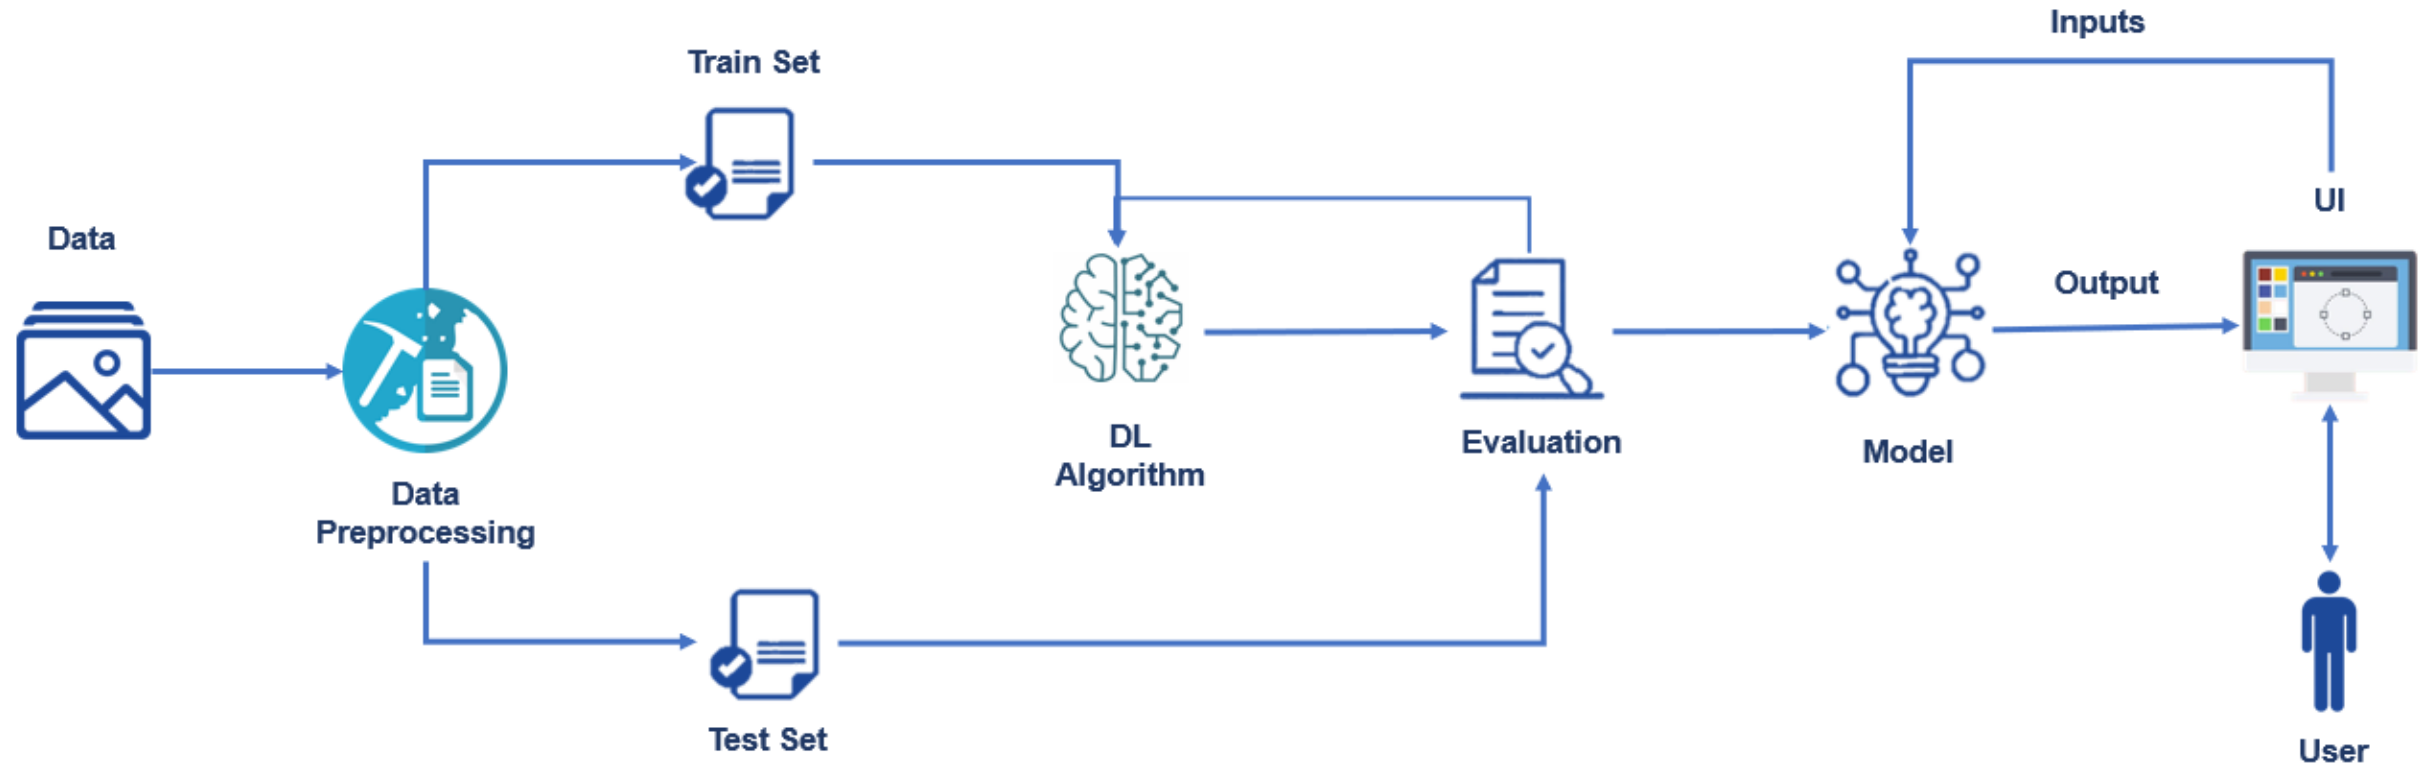 Data
Data
Preprocessing
Train Set
Test Set
DL
Algorithm
Evaluation
Model
Inputs
Output
UI
User